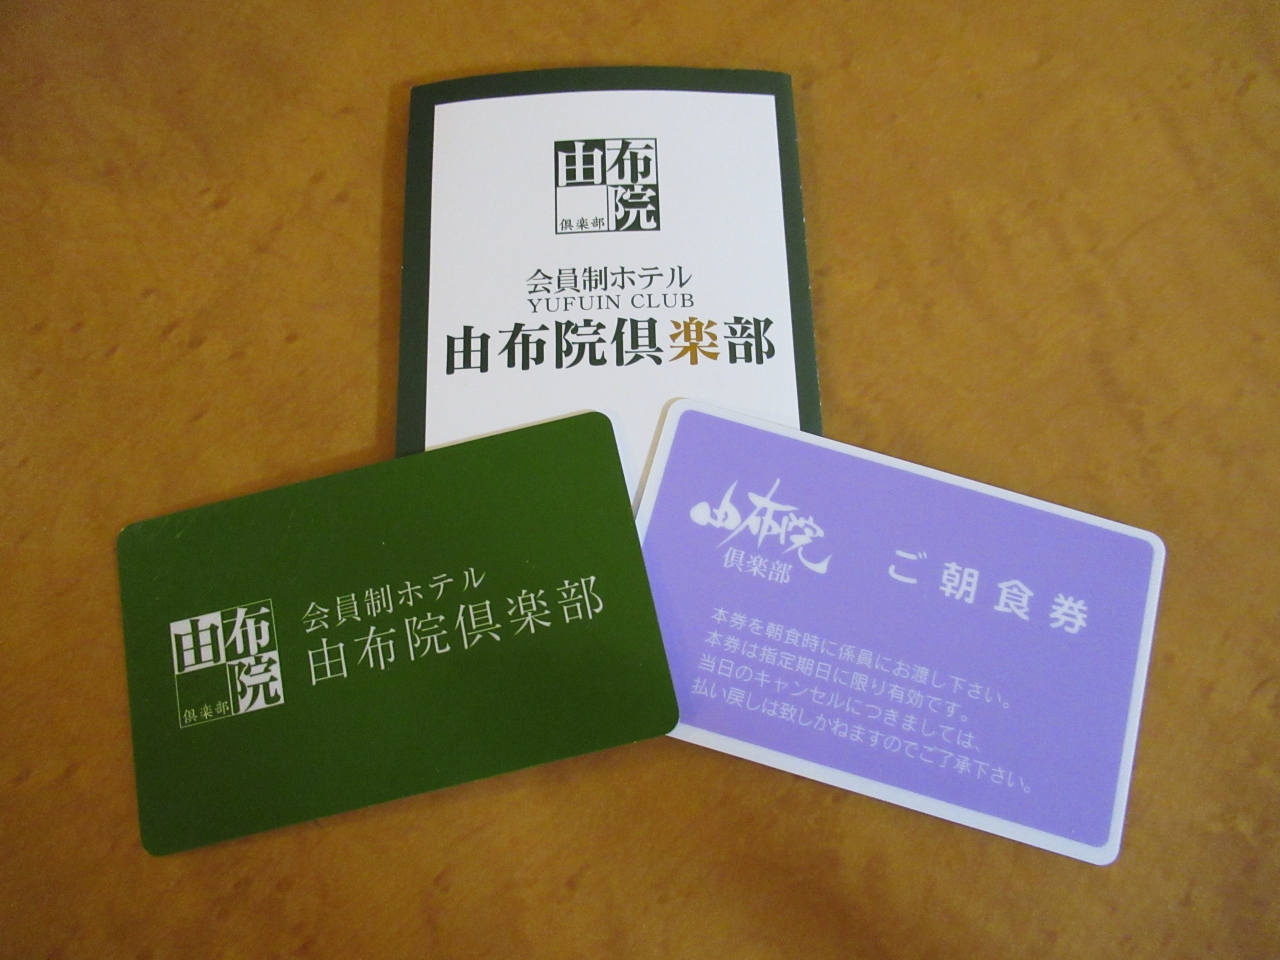 由布
院
倶楽部
会員制ホテル
YUFUIN CLUB
由布院倶楽部
由布
院
倶楽部
会員制ホテル
由布院倶楽部
由布院
倶楽部
ご朝食券
本券を朝食時に係員にお渡し下さい。
本券は指定期日に限り有効です。
当日のキャンセルにつきましては、
払い戻しは致しかねますのでご了承下さい。